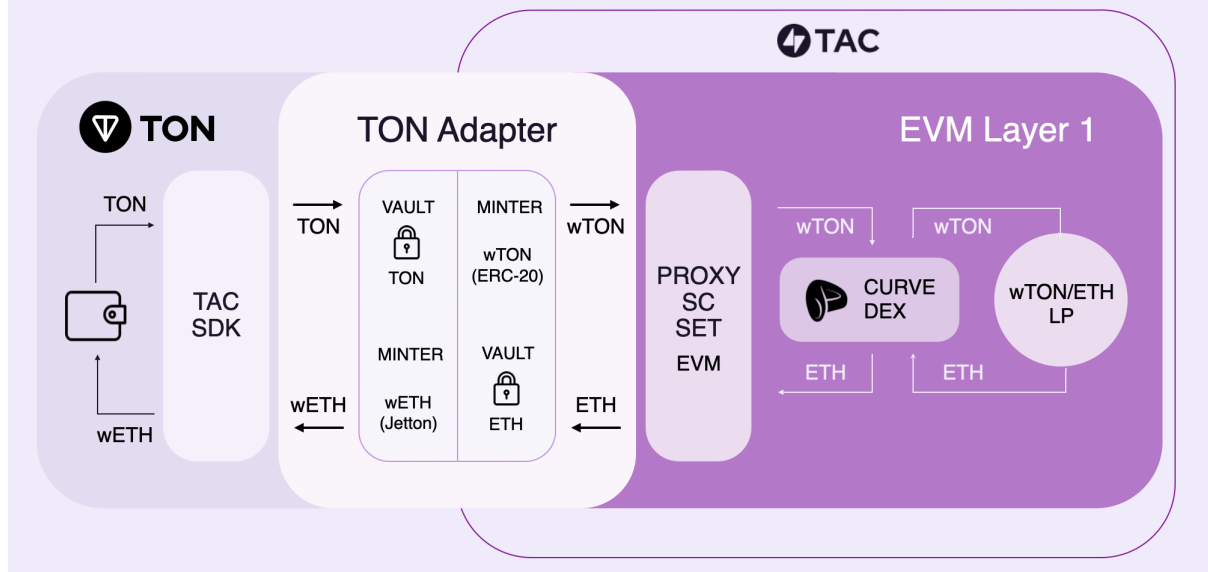 TAC
TON
TON Adapter
EVM Layer 1
TON
TAC
SDK
wETH
TON
VAULT
TON
MINTER
wTON
(ERC-20)
wTON
MINTER
wETH
(Jetton)
VAULT
ETH
wETH
ETH
PROXY
SC
SET
EVM
wTON
wTON
CURVE
DEX
wTON/ETH
LP
ETH
ETH